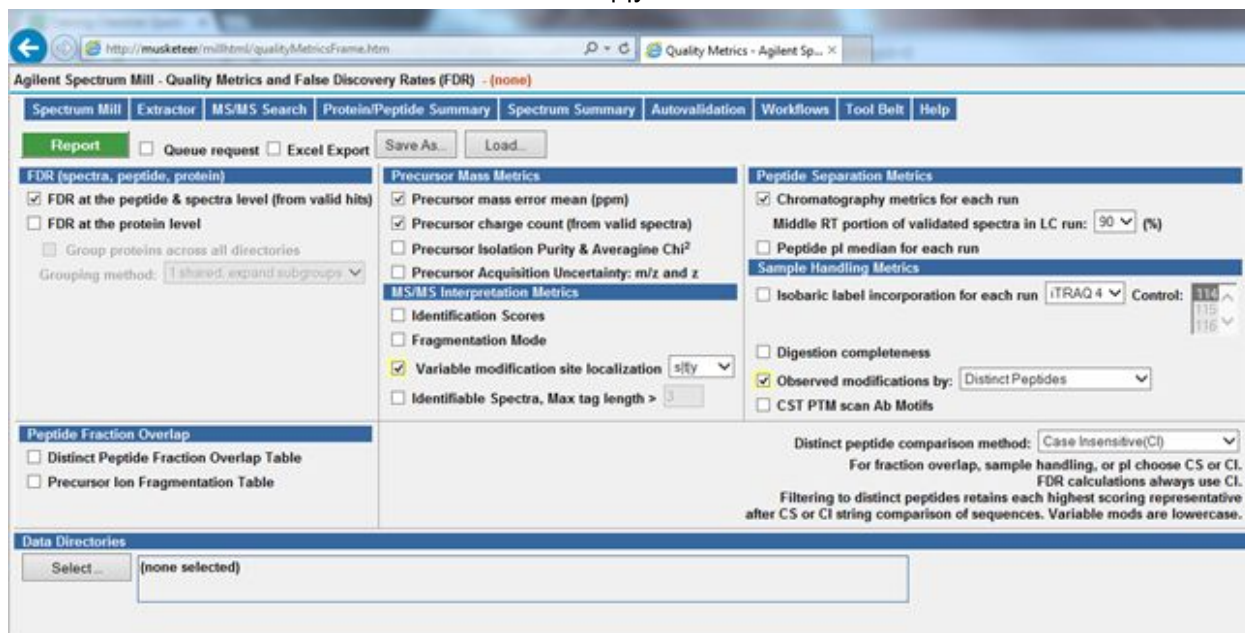 http://musketeer/millhtml/qualityMetricsFrame.htm
Quality Metrics - Agilent Sp...
Agilent Spectrum Mill - Quality Metrics and False Discovery Rates (FDR) - (none)
Spectrum Mill Extractor MS/MS Search Protein/Peptide Summary Spectrum Summary Autovalidation Workflows Tool Belt Help
Report Queue request Excel Export Save As... Load...
FDR (spectra, peptide, protein)
FDR at the peptide & spectra level (from valid hits)
FDR at the protein level
Group proteins across all directories
Grouping method: 1 shared, expand subgroups
Precursor Mass Metrics
Precursor mass error mean (ppm)
Precursor charge count (from valid spectra)
Precursor Isolation Purity & Averagine Chi²
Precursor Acquisition Uncertainty: m/z and z
MS/MS Interpretation Metrics
Identification Scores
Fragmentation Mode
Variable modification site localization s|t|y
Identifiable Spectra, Max tag length > 3
Peptide Separation Metrics
Chromatography metrics for each run
Middle RT portion of validated spectra in LC run: 90 (%)
Peptide pI median for each run
Sample Handling Metrics
Isobaric label incorporation for each run iTRAQ 4 Control: 114
115
116
Digestion completeness
Observed modifications by: Distinct Peptides
CST PTM scan Ab Motifs
Peptide Fraction Overlap
Distinct Peptide Fraction Overlap Table
Precursor Ion Fragmentation Table
Distinct peptide comparison method: Case Insensitive(CI)
For fraction overlap, sample handling, or pI choose CS or CI.
FDR calculations always use CI.
Filtering to distinct peptides retains each highest scoring representative
after CS or CI string comparison of sequences. Variable mods are lowercase.
Data Directories
Select... (none selected)